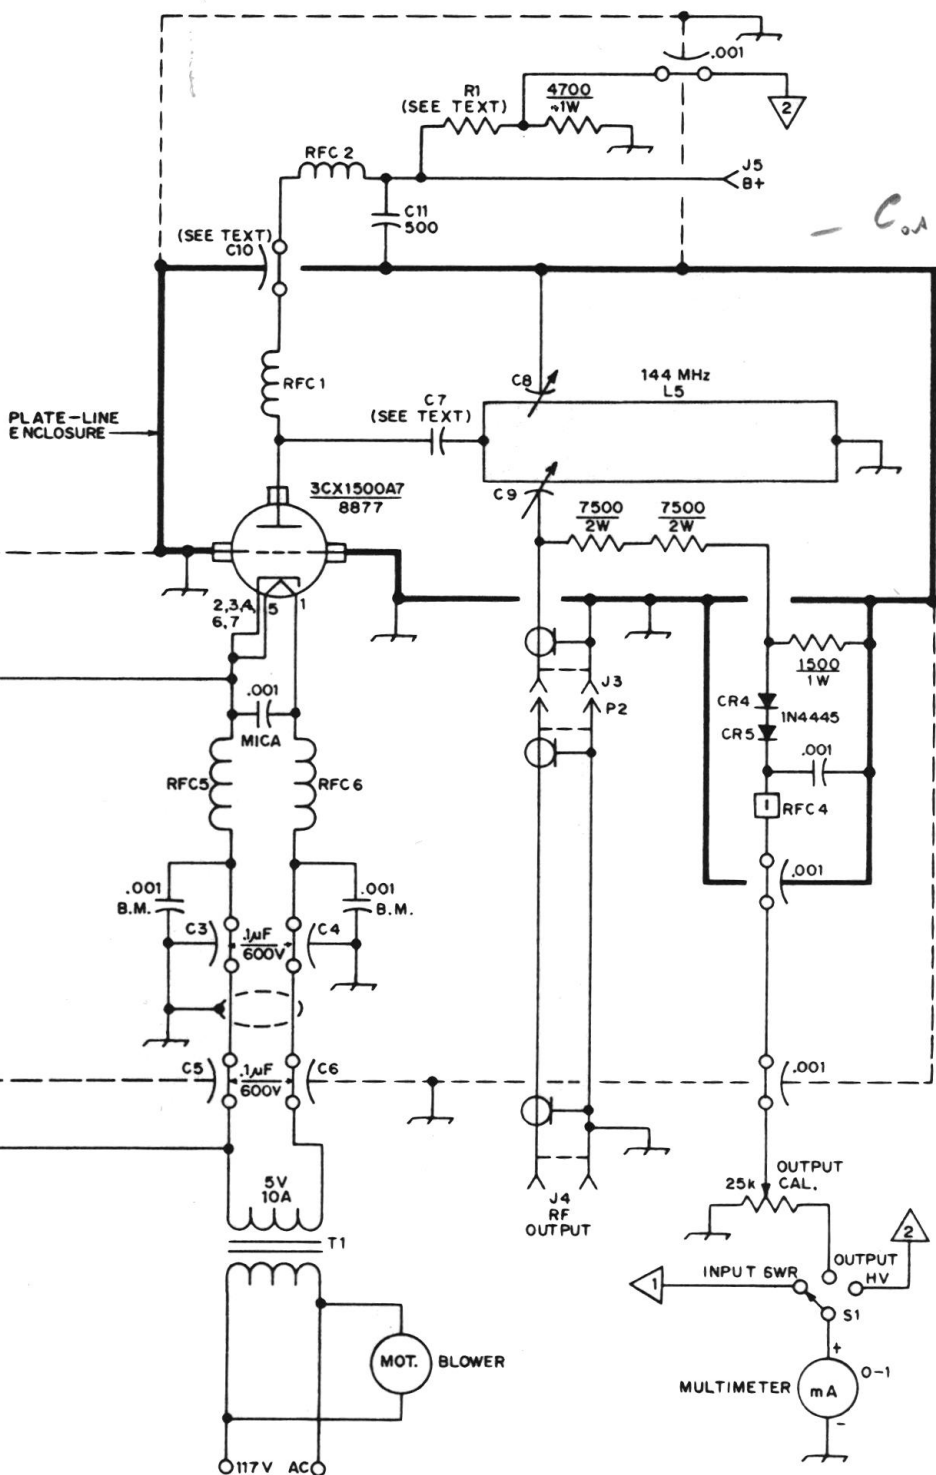 .001
R1
(SEE TEXT)
4700
1W
2
RFC 2
J5
B+
C11
500
(SEE TEXT)
C10
RFC 1
C8
144 MHz
L5
C7
(SEE TEXT)
PLATE-LINE
ENCLOSURE
3CX1500A7
8877
C9
7500
2W
7500
2W
2,3,4,
6,7
5
1
.001
MICA
J3
P2
1500
1W
CR4
1N4445
CR5
.001
RFC5
RFC6
RFC4
.001
B.M.
.001
B.M.
.001
C3
.1µF
600V
C4
C5
.1µF
600V
C6
.001
5V
10A
T1
J4
RF
OUTPUT
25k
OUTPUT
CAL.
2
1
INPUT 6WR
OUTPUT
HV
S1
MOT.
BLOWER
MULTIMETER
mA
+
0-1
-
117V AC